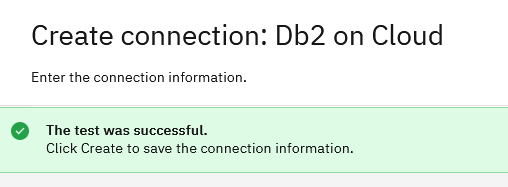 Create connection: Db2 on Cloud
Enter the connection information.
The test was successful.
Click Create to save the connection information.